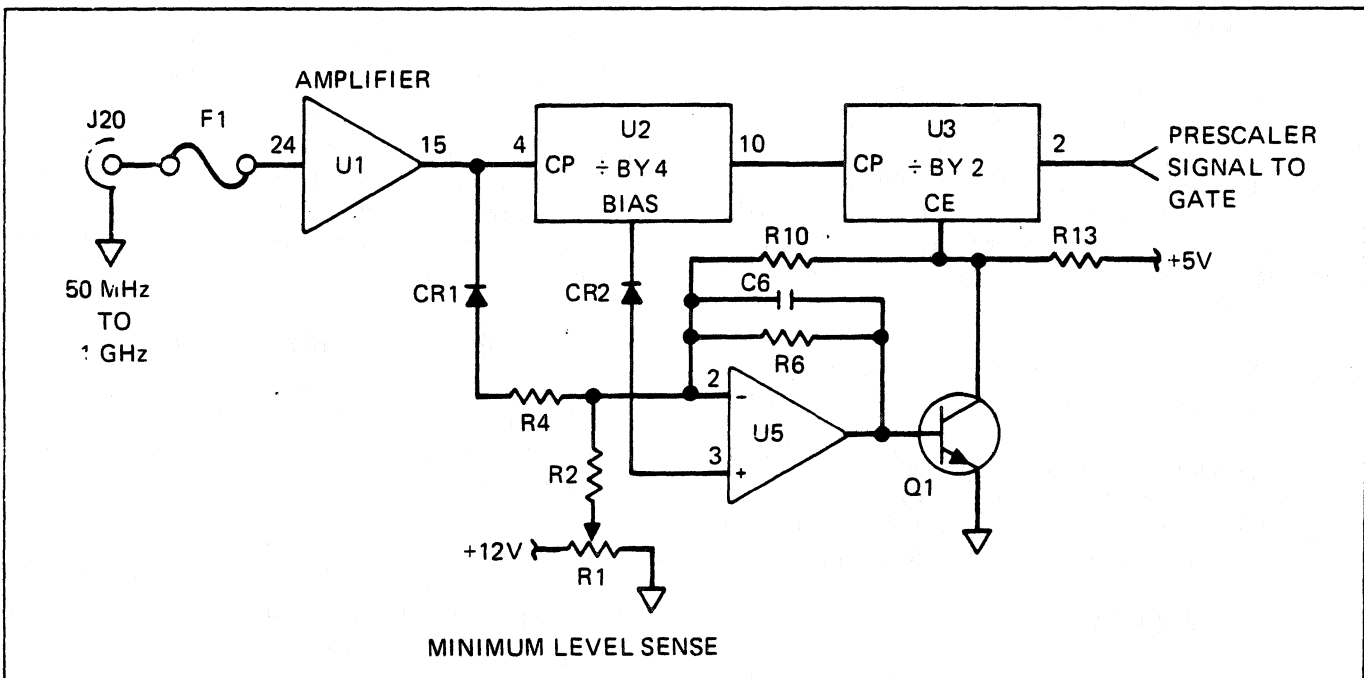 AMPLIFIER
J20
F1
24
U1
15
4
U2
CP ÷ BY 4
BIAS
10
U3
CP ÷ BY 2
CE
2
PRESCALER
SIGNAL TO
GATE
50 MHz
TO
GHz
CR1
CR2
R10
R13
+5V
C6
R6
R4
2
-
U5
3
+
R2
Q1
+12V
R1
MINIMUM LEVEL SENSE